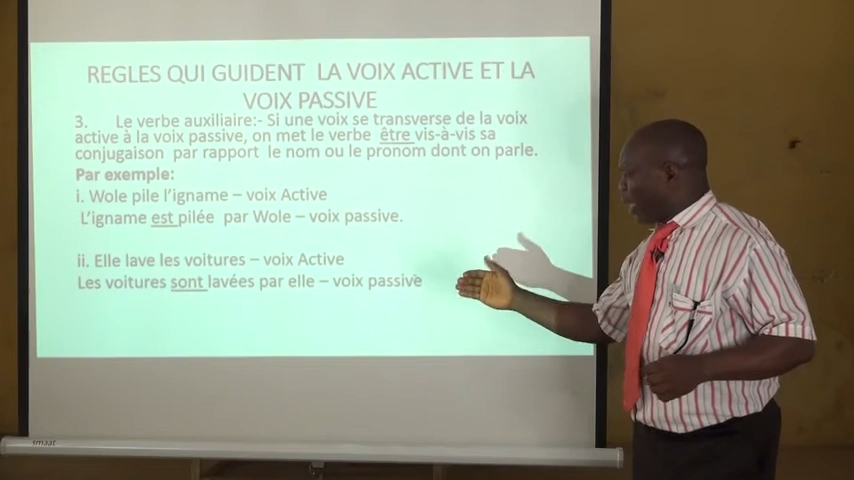 REGLES QUI GUIDENT LA VOIX ACTIVE ET LA
VOIX PASSIVE
3. Le verbe auxiliaire:- Si une voix se transverse de la voix
active à la voix passive, on met le verbe être vis-à-vis sa
conjugaison par rapport le nom ou le pronom dont on parle.
Par exemple:
i. Wole pile l'igname – voix Active
L'igname est pilée par Wole – voix passive.
ii. Elle lave les voitures – voix Active
Les voitures sont lavées par elle – voix passive